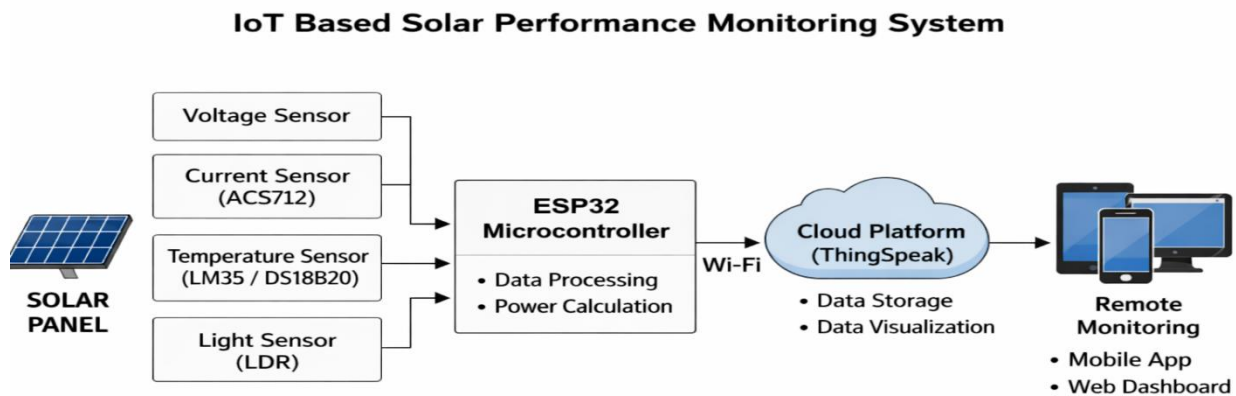 IoT Based Solar Performance Monitoring System
SOLAR
PANEL
Voltage Sensor
Current Sensor
(ACS712)
Temperature Sensor
(LM35 / DS18B20)
Light Sensor
(LDR)
ESP32
Microcontroller
• Data Processing
• Power Calculation
Wi-Fi
Cloud Platform
(ThingSpeak)
• Data Storage
• Data Visualization
Remote
Monitoring
• Mobile App
• Web Dashboard